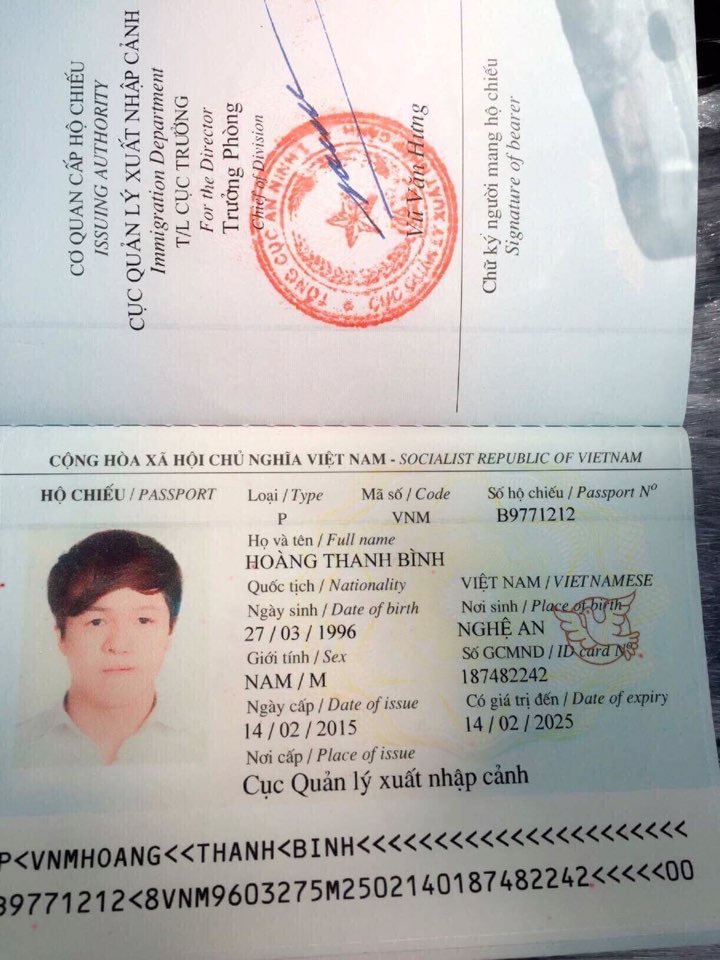 CƠ QUAN CẤP HỘ CHIẾU
ISSUING AUTHORITY
CỤC QUẢN LÝ XUẤT NHẬP CẢNH
Immigration Department
T/L CỤC TRƯỞNG
For the Director
Trưởng Phòng
Chief of Division
TỔNG CỤC AN NINH I
CỤC QUẢN LÝ XUẤT CẢNH
Vũ Văn Hưng
Chữ ký người mang hộ chiếu
Signature of bearer
CỘNG HÒA XÃ HỘI CHỦ NGHĨA VIỆT NAM - SOCIALIST REPUBLIC OF VIETNAM
HỘ CHIẾU / PASSPORT Loại / Type Mã số / Code Số hộ chiếu / Passport Nº
P VNM B9771212
Họ và tên / Full name
HOÀNG THANH BÌNH
Quốc tịch / Nationality VIỆT NAM / VIETNAMESE
Ngày sinh / Date of birth Nơi sinh / Place of birth
27 / 03 / 1996 NGHỆ AN
Giới tính / Sex Số GCMND / ID card Nº
NAM / M 187482242
Ngày cấp / Date of issue Có giá trị đến / Date of expiry
14 / 02 / 2015 14 / 02 / 2025
Nơi cấp / Place of issue
Cục Quản lý xuất nhập cảnh
P<VNMHOANG<<THANH<BINH<<<<<<<<<<<<<<<<<<<<<<
B9771212<8VNM9603275M2502140187482242<<<<<00